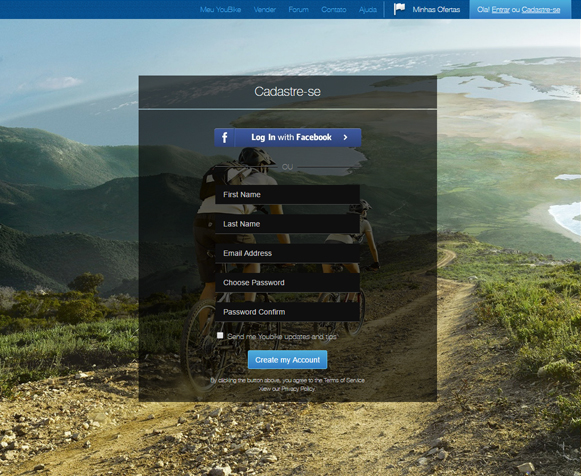 Meu YouBike Vender Forum Contato Ajuda Minhas Ofertas Ola! Entrar ou Cadastre-se
Cadastre-se
f Log In with Facebook >
OU
First Name
Last Name
Email Address
Choose Password
Password Confirm
Send me Youbike updates and tips
Create my Account
By clicking the button above, you agree to the Terms of Service
view our Privacy Policy